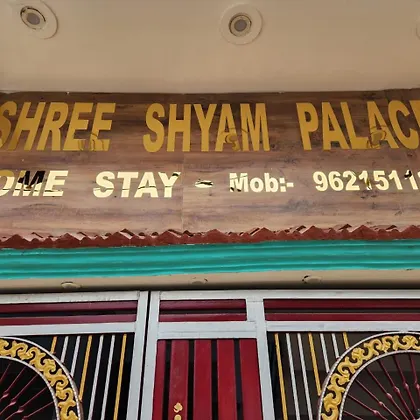 SHREE SHYAM PALAC
OME STAY - Mob:- 9621511